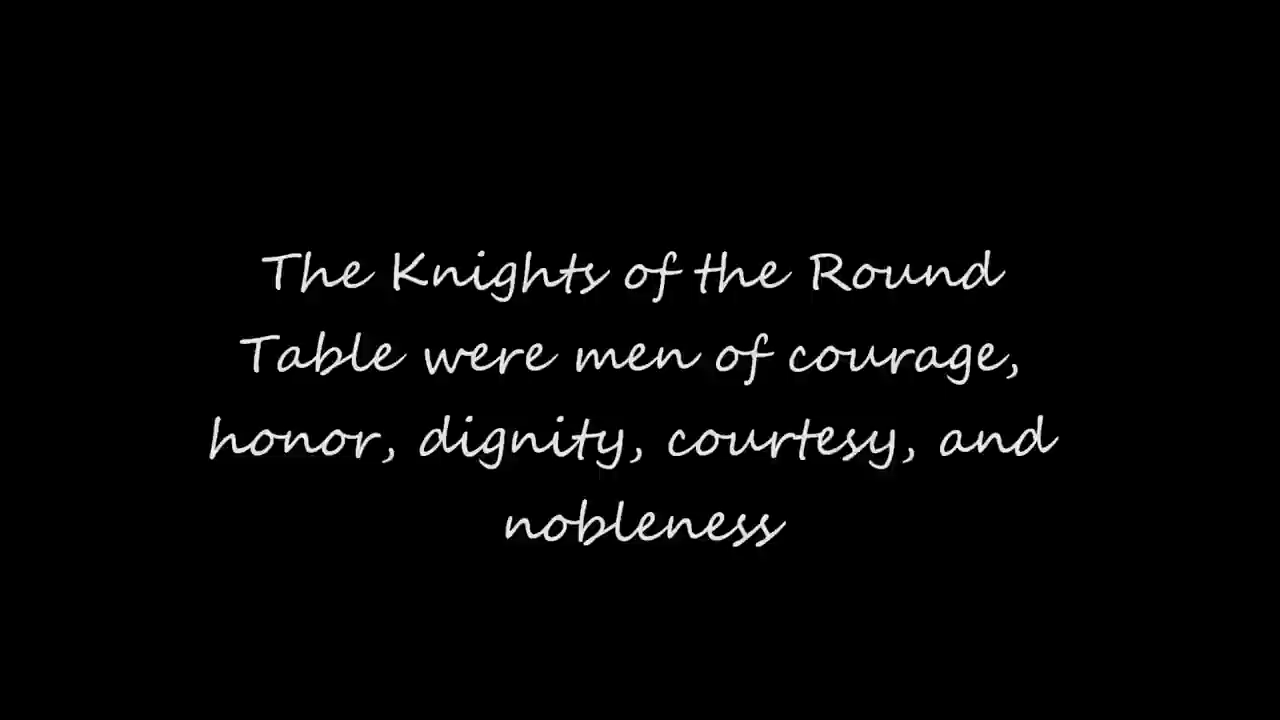 The Knights of the Round
Table were men of courage,
honor, dignity, courtesy, and
nobleness